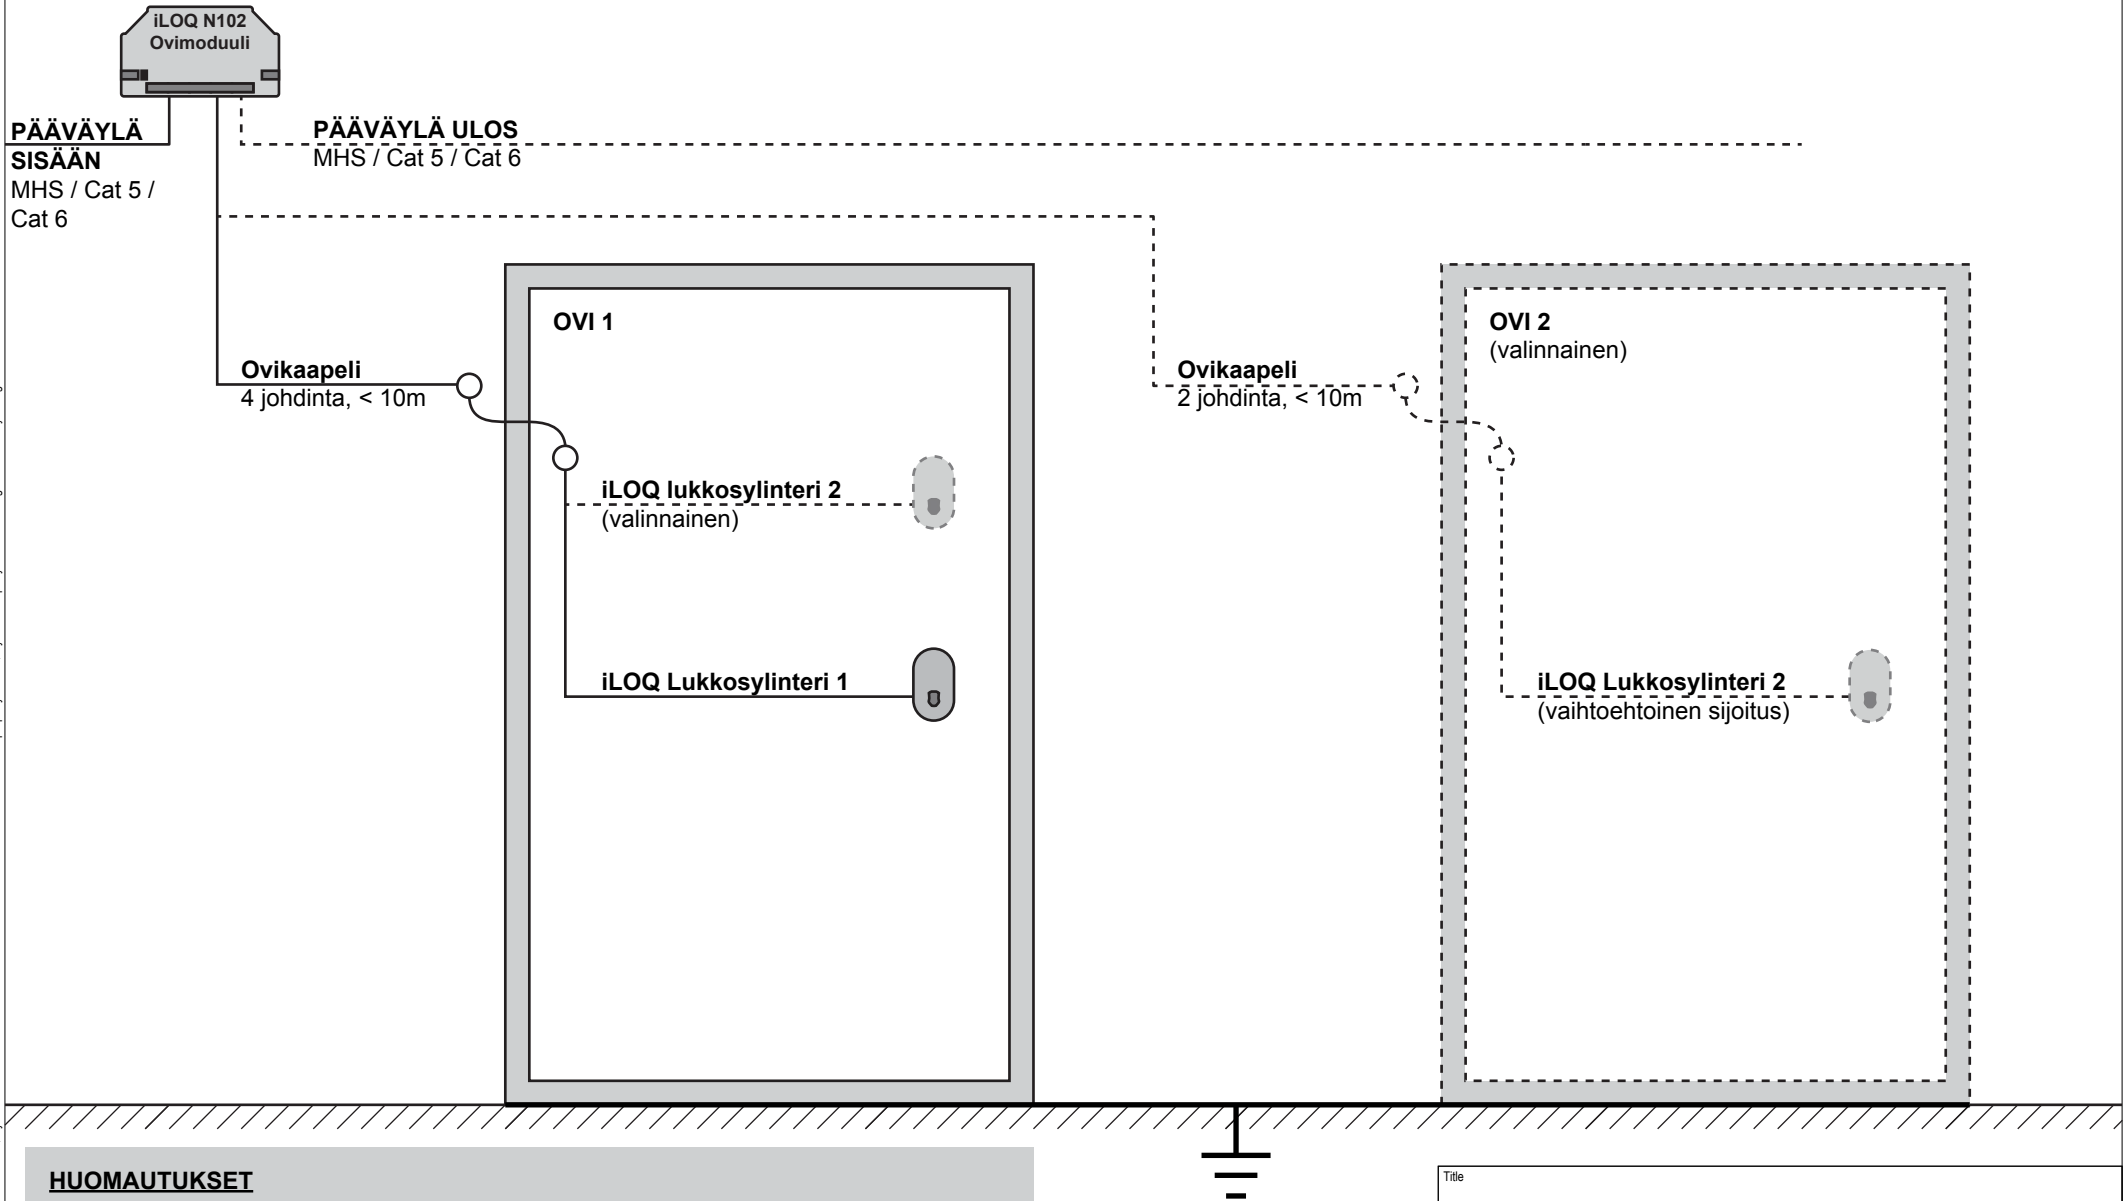 iLOQ N102
Ovimoduuli
PÄÄVÄYLÄ
SISÄÄN
MHS / Cat 5 /
Cat 6
PÄÄVÄYLÄ ULOS
MHS / Cat 5 / Cat 6
Ovikaapeli
4 johdinta, < 10m
OVI 1
iLOQ lukkosylinteri 2
(valinnainen)
iLOQ Lukkosylinteri 1
Ovikaapeli
2 johdinta, < 10m
OVI 2
(valinnainen)
iLOQ Lukkosylinteri 2
(vaihtoehtoinen sijoitus)
HUOMAUTUKSET
Title